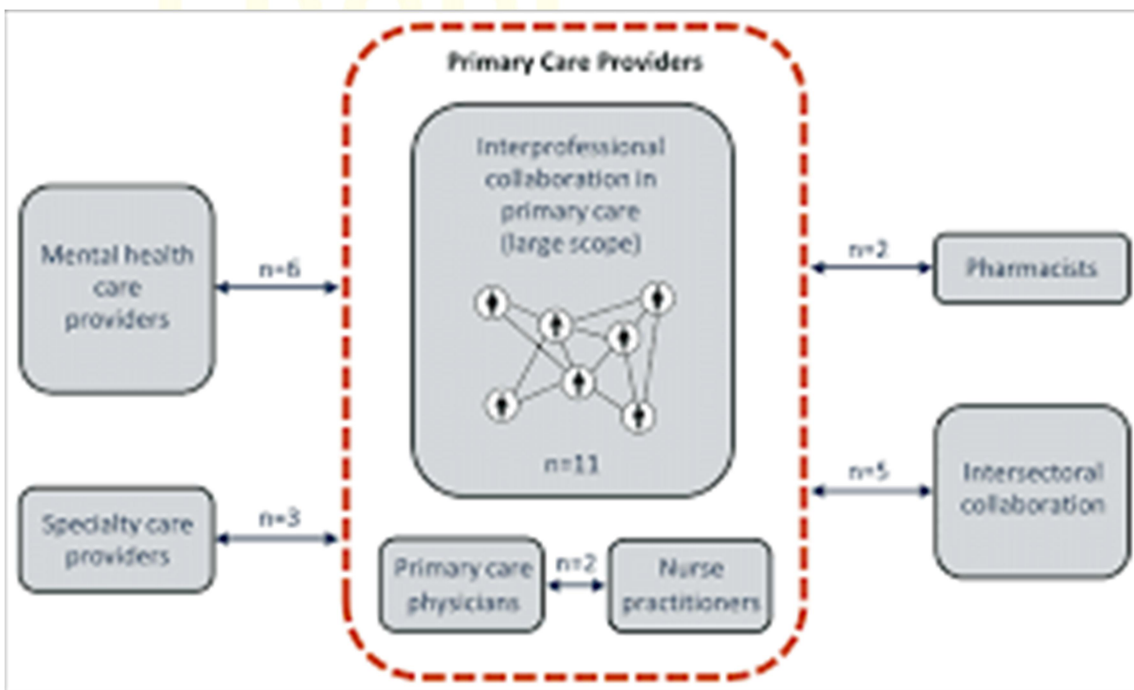 Primary Care Providers
Interprofessional
collaboration in
primary care
(large scope)
n=11
Mental health
care
providers
n=6
Specialty care
providers
n=3
Primary care
physicians
n=2
Nurse
practitioners
n=2
Pharmacists
n=5
Intersectoral
collaboration